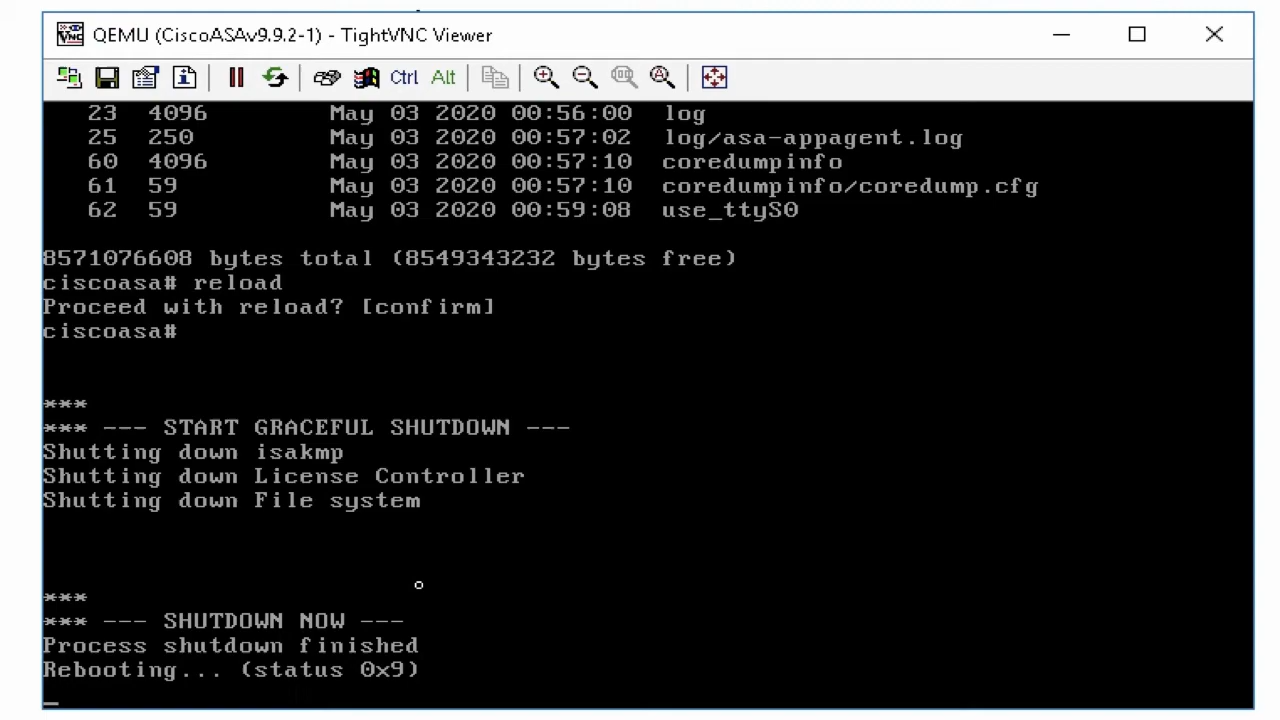 QEMU (CiscoASAv9.9.2-1) - TightVNC Viewer
Ctrl Alt
23 4096 May 03 2020 00:56:00 log
25 250 May 03 2020 00:57:02 log/asa-appagent.log
60 4096 May 03 2020 00:57:10 coredumpinfo
61 59 May 03 2020 00:57:10 coredumpinfo/coredump.cfg
62 59 May 03 2020 00:59:08 use_ttyS0
8571076608 bytes total (8549343232 bytes free)
ciscoasa# reload
Proceed with reload? [confirm]
ciscoasa#
***
*** --- START GRACEFUL SHUTDOWN ---
Shutting down isakmp
Shutting down License Controller
Shutting down File system
***
*** --- SHUTDOWN NOW ---
Process shutdown finished
Rebooting... (status 0x9)
_